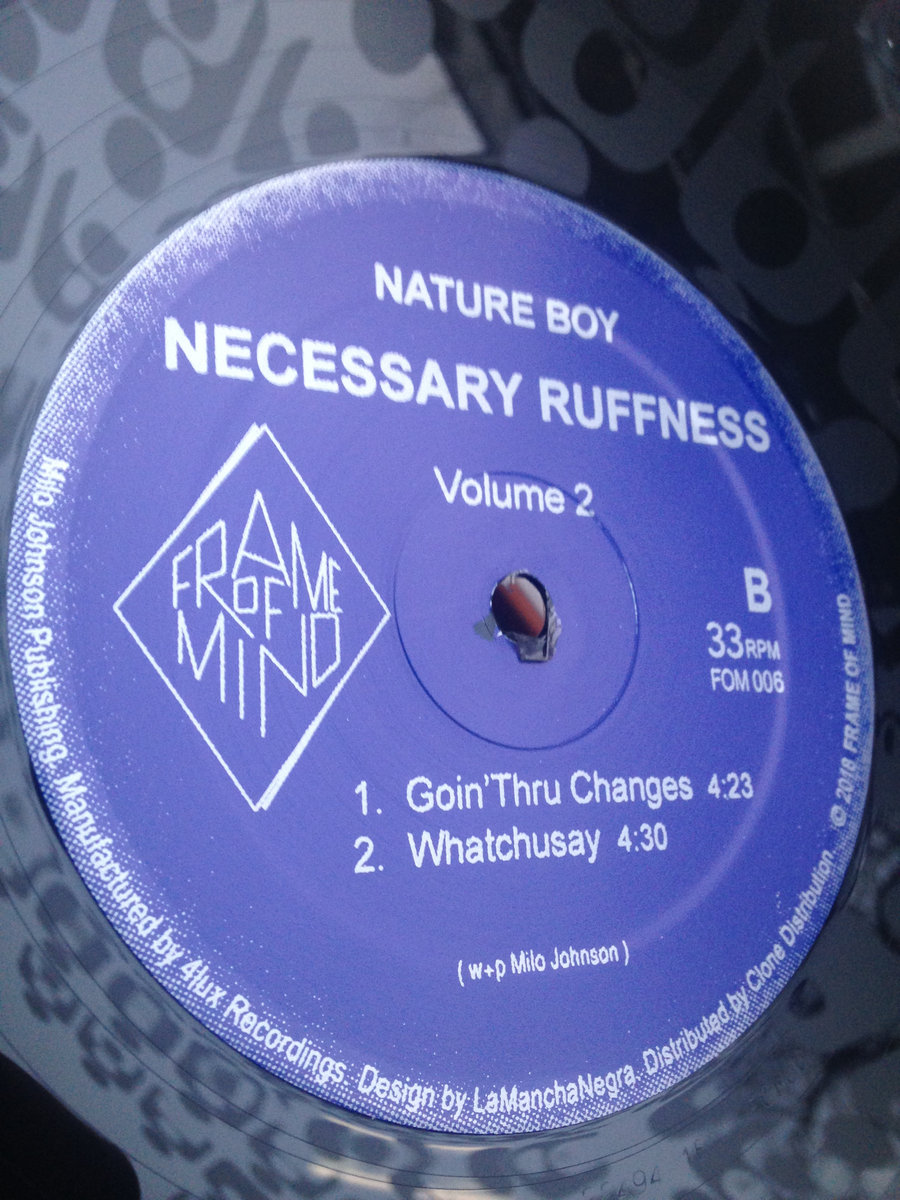 NATURE BOY
NECESSARY RUFFNESS
Volume 2
FRAME
OF
MIND
B
33 RPM
FOM 006
1. Goin'Thru Changes 4:23
2. Whatchusay 4:30
( w+p Milo Johnson )
Milo Johnson Publishing. Manufactured by 4lux Recordings. Design by LaManchaNegra. Distributed by Clone Distribution. © 2018 FRAME OF MIND